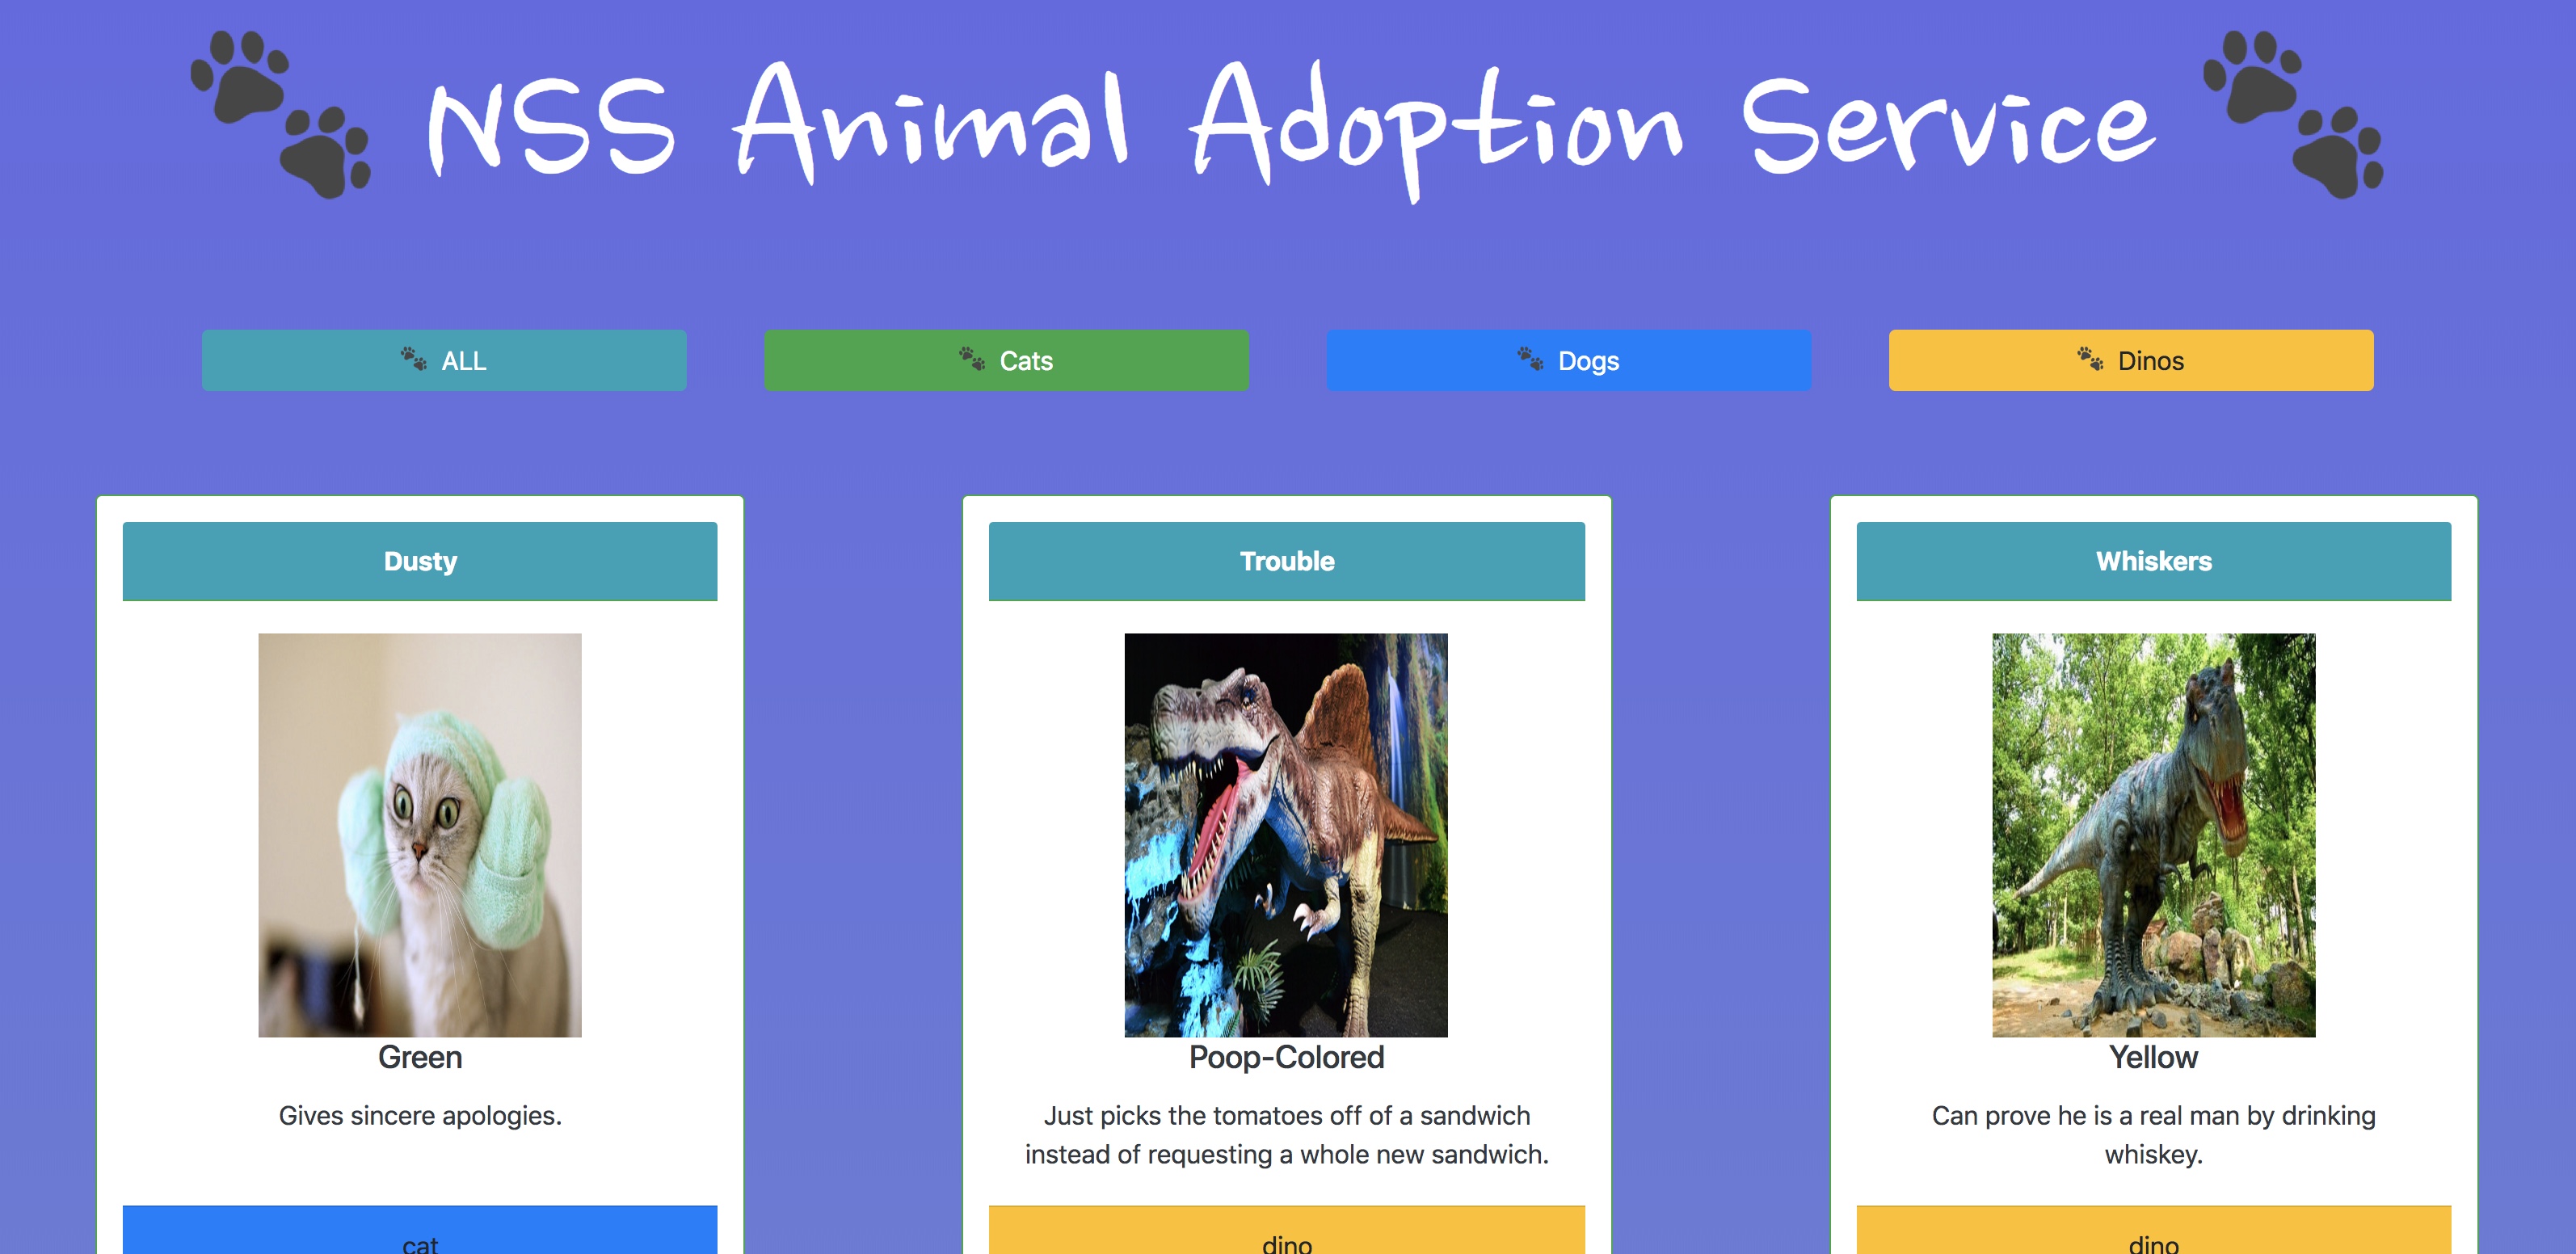 NSS Animal Adoption Service
ALL
Cats
Dogs
Dinos
Dusty
Trouble
Whiskers
Green
Poop-Colored
Yellow
Gives sincere apologies.
Just picks the tomatoes off of a sandwich
instead of requesting a whole new sandwich.
Can prove he is a real man by drinking
whiskey.
cat
dino
dino